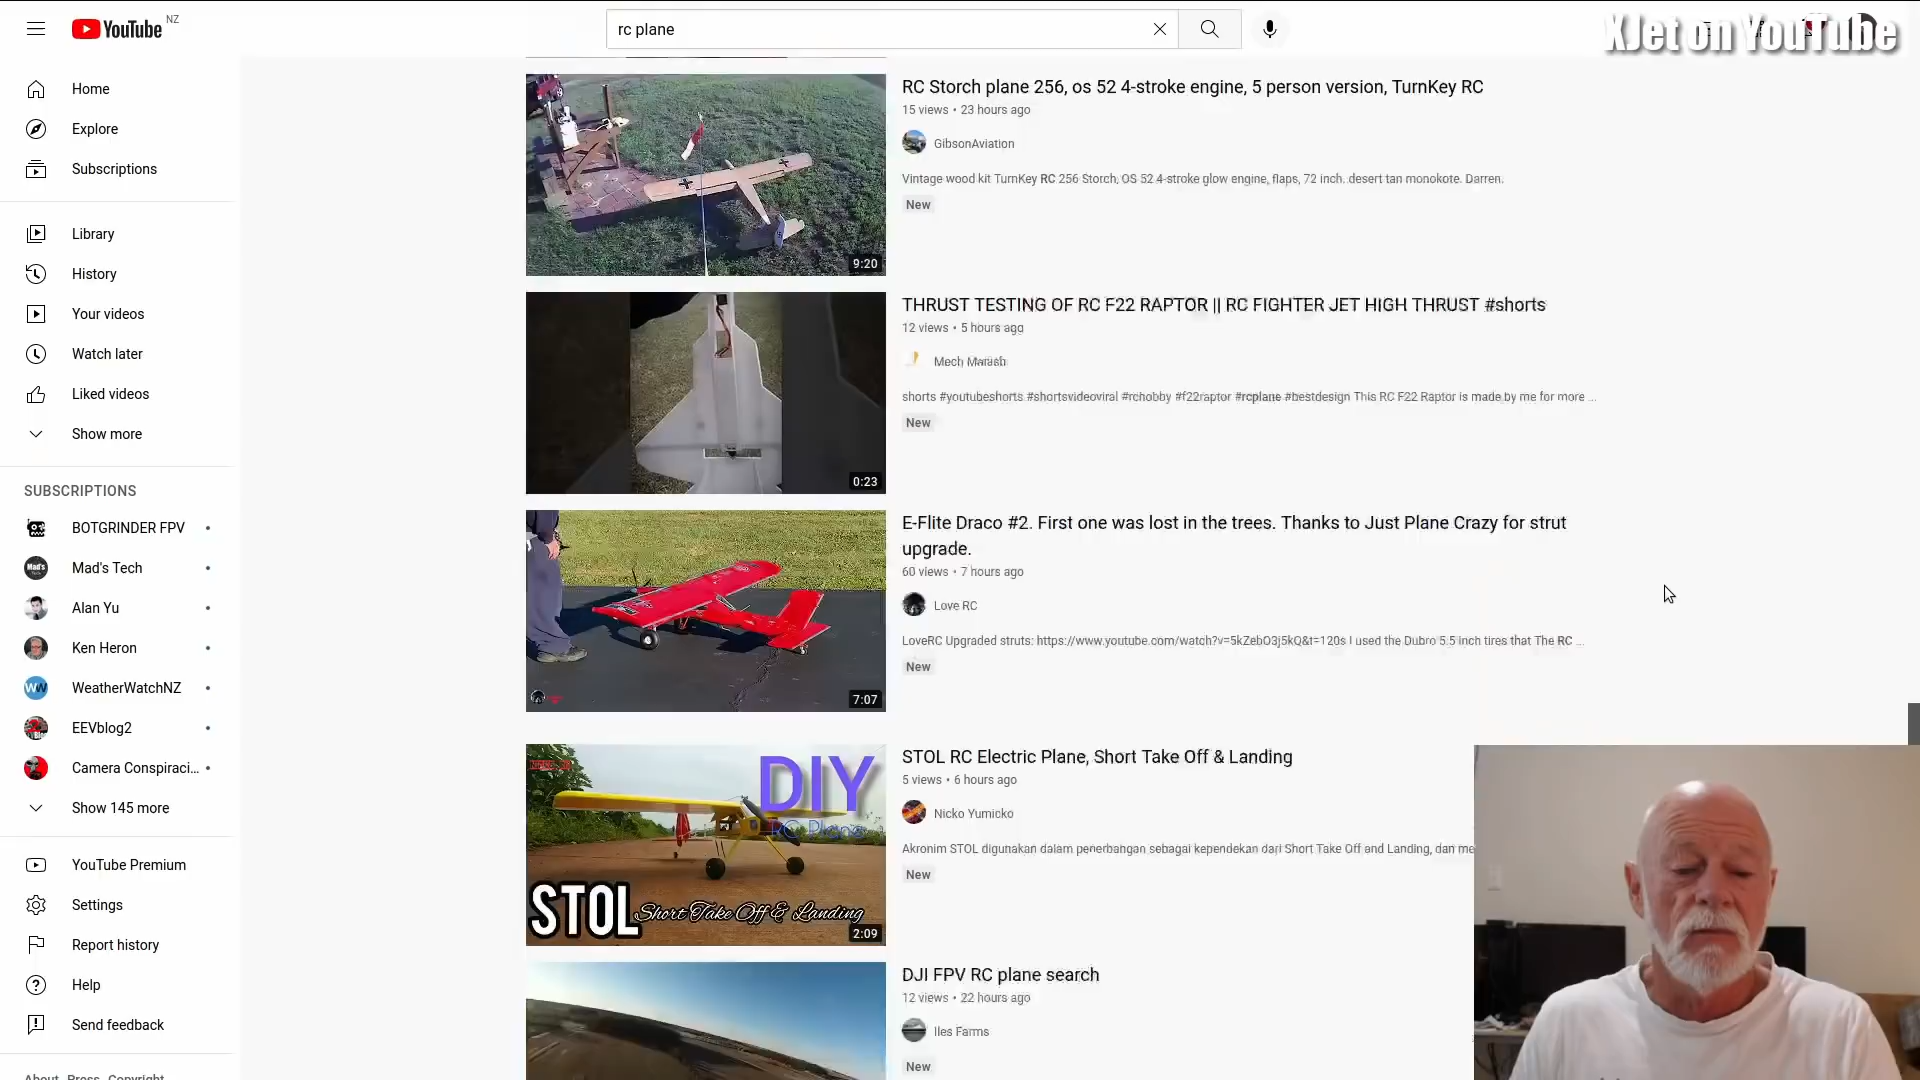 YouTube NZ
rc plane
XJet on YouTube
Home
Explore
Subscriptions
Library
History
Your videos
Watch later
Liked videos
Show more
SUBSCRIPTIONS
BOTGRINDER FPV
Mad's Tech
Alan Yu
Ken Heron
WeatherWatchNZ
EEVblog2
Camera Conspiraci...
Show 145 more
YouTube Premium
Settings
Report history
Help
Send feedback
About Press Copyright
RC Storch plane 256, os 52 4-stroke engine, 5 person version, TurnKey RC
15 views • 23 hours ago
GibsonAviation
Vintage wood kit TurnKey RC 256 Storch, OS 52 4-stroke glow engine, flaps, 72 inch..desert tan monokote. Darren.
New
9:20
THRUST TESTING OF RC F22 RAPTOR || RC FIGHTER JET HIGH THRUST #shorts
12 views • 5 hours ago
Mech
shorts #youtubeshorts #shortsvideoviral #rchobby #f22raptor #rcplane #bestdesign This RC F22 Raptor is made by me for more ...
New
0:23
E-Flite Draco #2. First one was lost in the trees. Thanks to Just Plane Crazy for strut
upgrade.
60 views • 7 hours ago
Love RC
LoveRC Upgraded struts: https://www.youtube.com/watch?v=5kZebO3j5kQ&t=120s I used the Dubro 5.5 inch tires that The RC ...
New
7:07
DIY
RC Plane
STOL Short Take Off & Landing
2:09
STOL RC Electric Plane, Short Take Off & Landing
5 views • 6 hours ago
Nicko Yumicko
Akronim STOL digunakan dalam penerbangan sebagai kependekan dari Short Take Off and Landing, dan me
New
DJI FPV RC plane search
12 views • 22 hours ago
Iles Farms
New